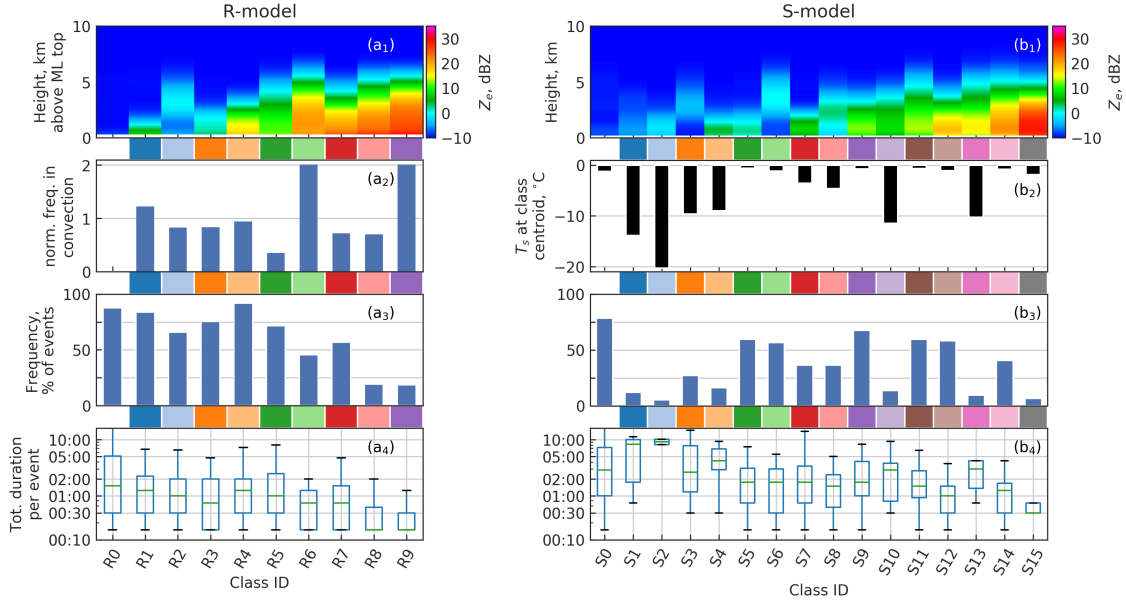 R-model
S-model
Height, km
above ML top
10
5
0
(a1)
30
20
10
0
−10
Ze, dBZ
Height, km
10
5
0
(b1)
30
20
10
0
−10
Ze, dBZ
norm. freq. in
convection
2
1
0
(a2)
Ts at class
centroid, °C
0
−10
−20
(b2)
Frequency,
% of events
100
50
0
(a3)
100
50
0
(b3)
Tot. duration
per event
10:00
05:00
02:00
01:00
00:30
00:10
(a4)
10:00
05:00
02:00
01:00
00:30
00:10
(b4)
R0 R1 R2 R3 R4 R5 R6 R7 R8 R9
Class ID
S0 S1 S2 S3 S4 S5 S6 S7 S8 S9 S10 S11 S12 S13 S14 S15
Class ID